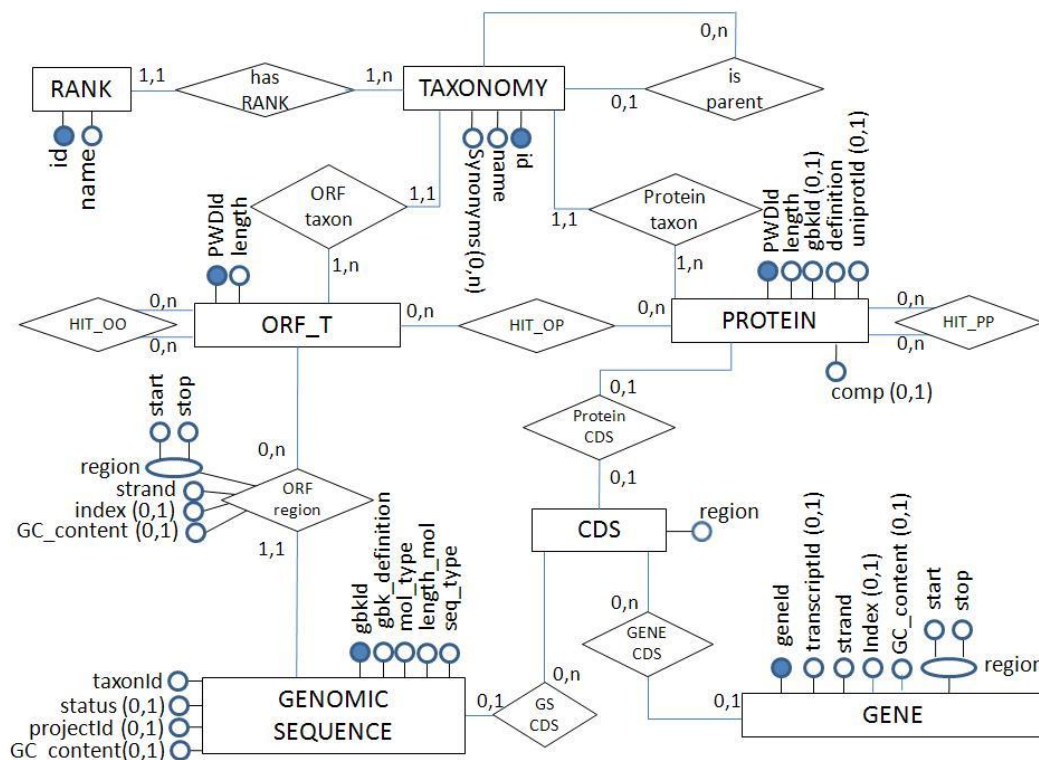 0,n
has
RANK
1,1
1,n
RANK
TAXONOMY
is
parent
0,1
id
name
Synonyms(0,n)
name
id
ORF
taxon
1,1
1,n
Protein
taxon
1,1
1,n
PWDId
length
PWDId
length
gbkId (0,1)
definition
uniprotId (0,1)
0,n
HIT_OO
0,n
ORF_T
0,n
HIT_OP
0,n
PROTEIN
0,n
HIT_PP
0,n
comp (0,1)
0,1
Protein
CDS
0,1
start
stop
region
strand
index (0,1)
GC_content (0,1)
0,n
ORF
region
1,1
CDS
region
gbkId
gbk_definition
mol_type
length_mol
seq_type
0,n
GENE
CDS
0,1
0,n
GS
CDS
0,1
geneId
transcriptId (0,1)
strand
Index (0,1)
GC_content (0,1)
start
stop
region
taxonId
status (0,1)
projectId (0,1)
GC_content(0,1)
GENOMIC
SEQUENCE
GENE